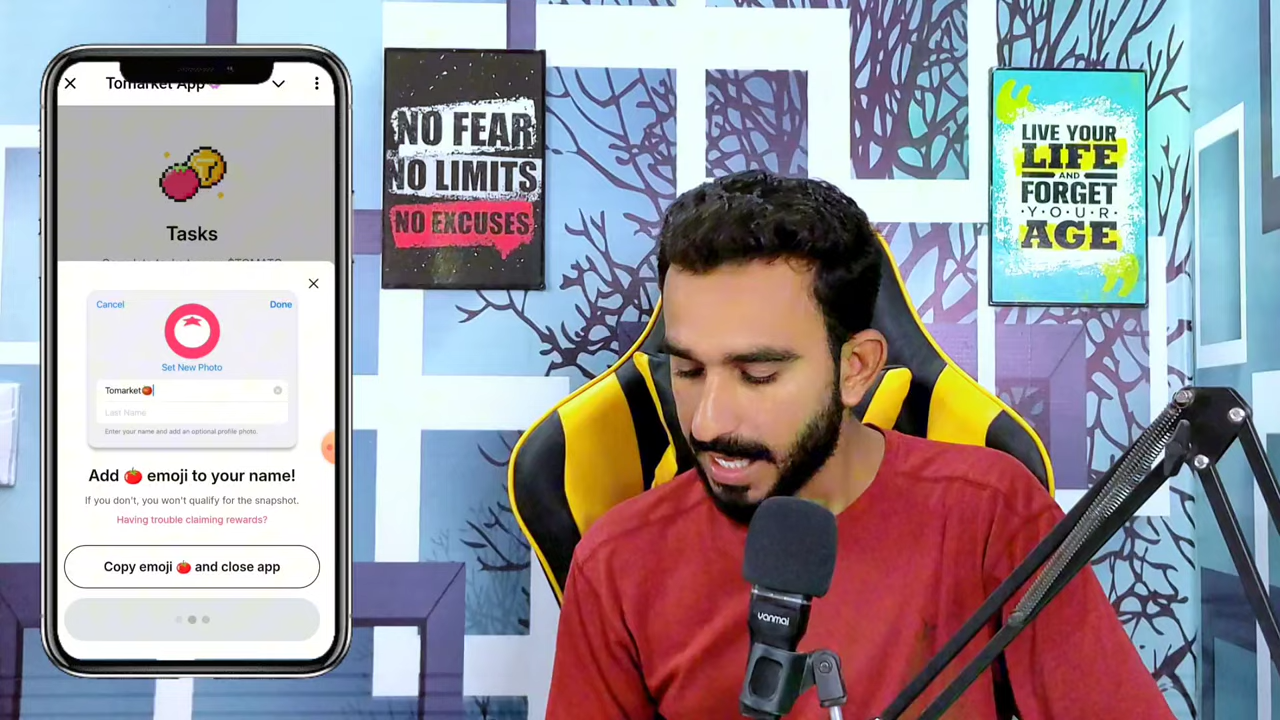 Tomarket App
Tasks
Cancel
Done
Set New Photo
Tomarket🍅
Last Name
Enter your name and add an optional profile photo.
Add 🍅 emoji to your name!
If you don't, you won't qualify for the snapshot.
Having trouble claiming rewards?
Copy emoji 🍅 and close app
NO FEAR
NO LIMITS
NO EXCUSES
LIVE YOUR
LIFE
AND
FORGET
·Y·O·U·R·
AGE
yanmai